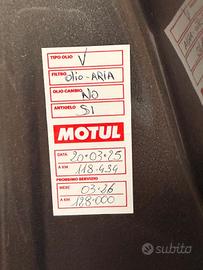 TIPO OLIO V
FILTRO olio-ARIA
OLIO CAMBIO NO
ANTIGELO SI
MOTUL
DATA 20.03.25
A KM 118.434
PROSSIMO SERVIZIO
MESE 03.26
A KM 128.000
subito